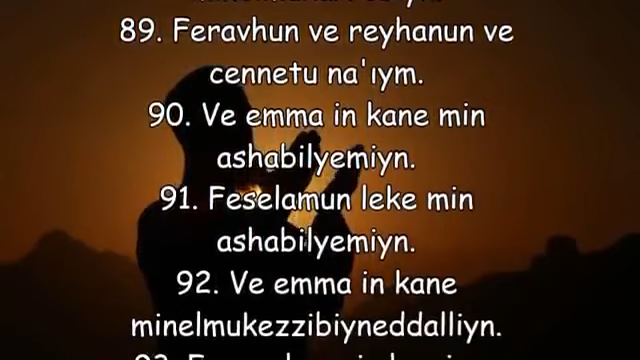 89. Feravhun ve reyhanun ve
cennetu na'ıym.
90. Ve emma in kane min
ashabilyemiyn.
91. Feselamun leke min
ashabilyemiyn.
92. Ve emma in kane
minelmukezzibiyneddalliyn.